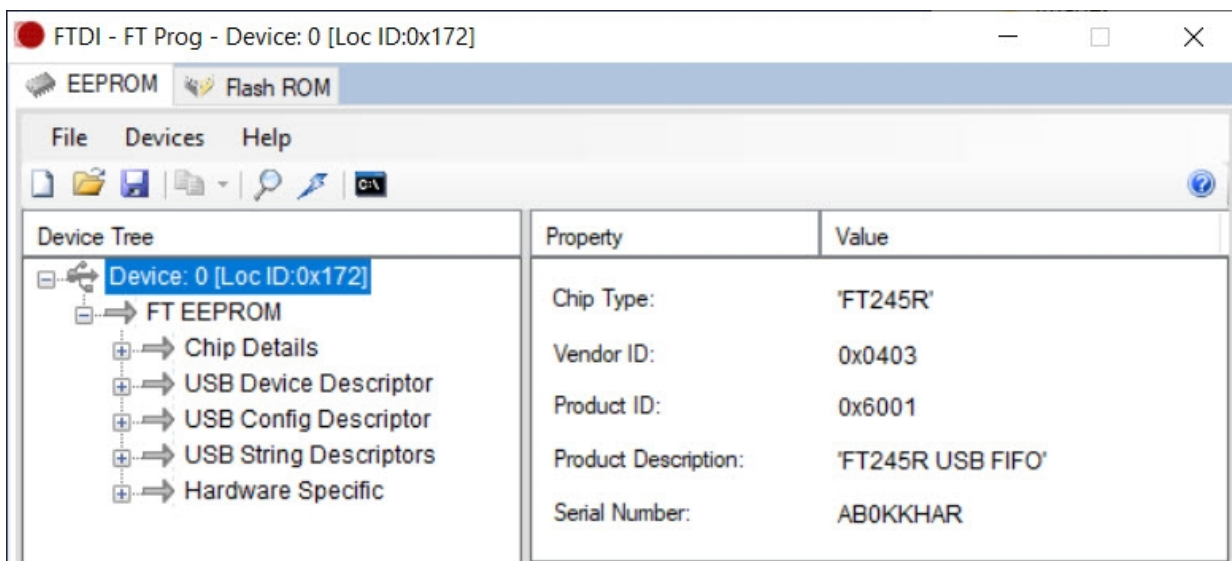 FTDI - FT Prog - Device: 0 [Loc ID:0x172]
EEPROM Flash ROM
File Devices Help
C:\
Device Tree
Device: 0 [Loc ID:0x172]
FT EEPROM
Chip Details
USB Device Descriptor
USB Config Descriptor
USB String Descriptors
Hardware Specific
Property Value
Chip Type: 'FT245R'
Vendor ID: 0x0403
Product ID: 0x6001
Product Description: 'FT245R USB FIFO'
Serial Number: AB0KKHAR